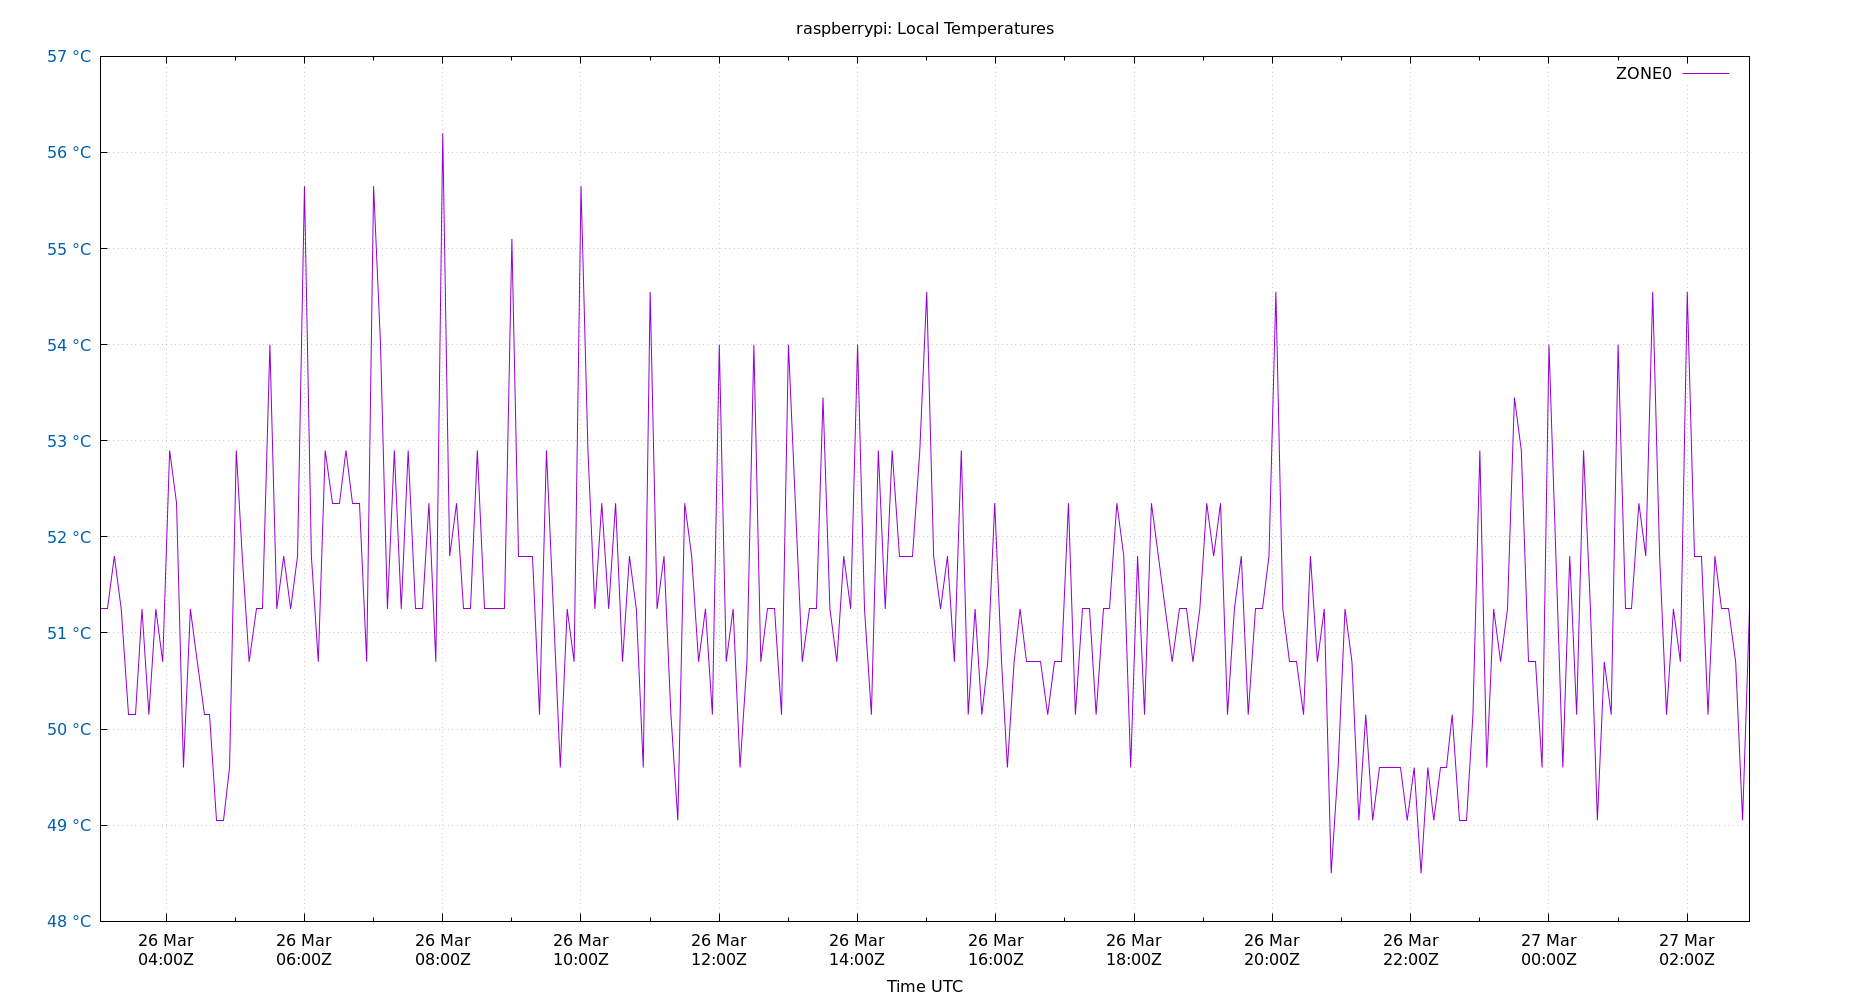 raspberrypi: Local Temperatures
57 °C
ZONE0
56 °C
55 °C
54 °C
53 °C
52 °C
51 °C
50 °C
49 °C
48 °C
26 Mar 26 Mar 26 Mar 26 Mar 26 Mar 26 Mar 26 Mar 26 Mar 26 Mar 26 Mar 27 Mar 27 Mar
04:00Z 06:00Z 08:00Z 10:00Z 12:00Z 14:00Z 16:00Z 18:00Z 20:00Z 22:00Z 00:00Z 02:00Z
Time UTC